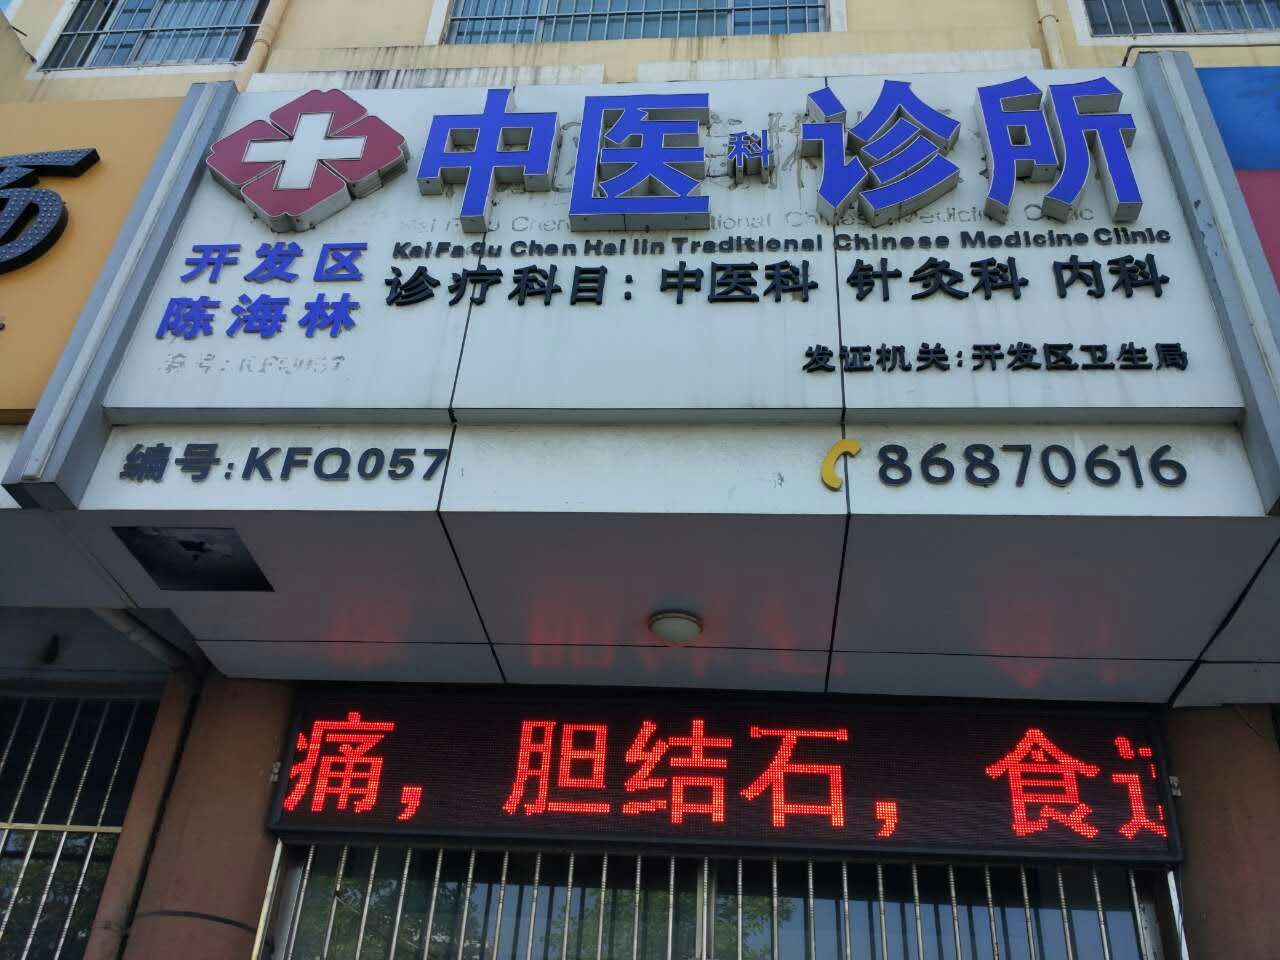 中医科诊所
KaiFaQu Chen Hai lin Traditional Chinese Medicine Clinic
开发区
陈海林
诊疗科目：中医科 针灸科 内科
发证机关：开发区卫生局
编号：KFQ057
86870616
痛，胆结石，食